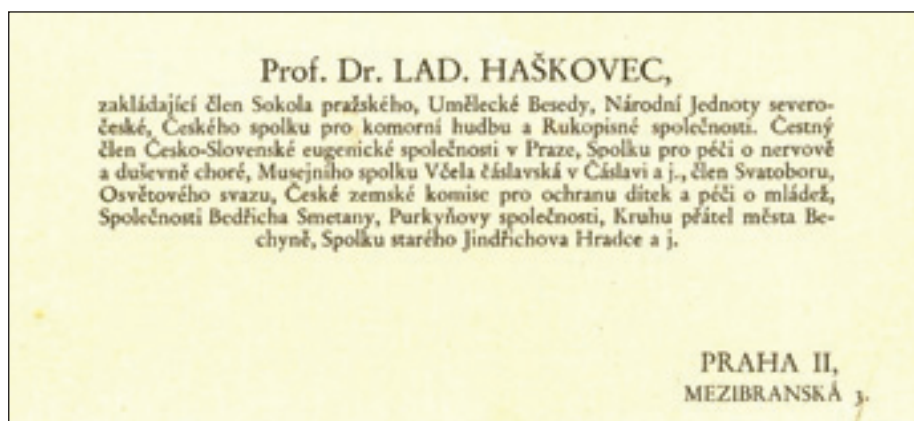 Prof. Dr. LAD. HAŠKOVEC,
zakládající člen Sokola pražského, Umělecké Besedy, Národní Jednoty severo-
české, Českého spolku pro komorní hudbu a Rukopisné společnosti. Čestný
člen Česko-Slovenské eugenické společnosti v Praze, Spolku pro péči o nervově
a duševně choré, Musejního spolku Včela čáslavská v Čáslavi a j., člen Svatoboru,
Osvětového svazu, České zemské komise pro ochranu dítek a péči o mládež,
Společnosti Bedřicha Smetany, Purkyňovy společnosti, Kruhu přátel města Be-
chyně, Spolku starého Jindřichova Hradce a j.
PRAHA II,
MEZIBRANSKÁ 3.